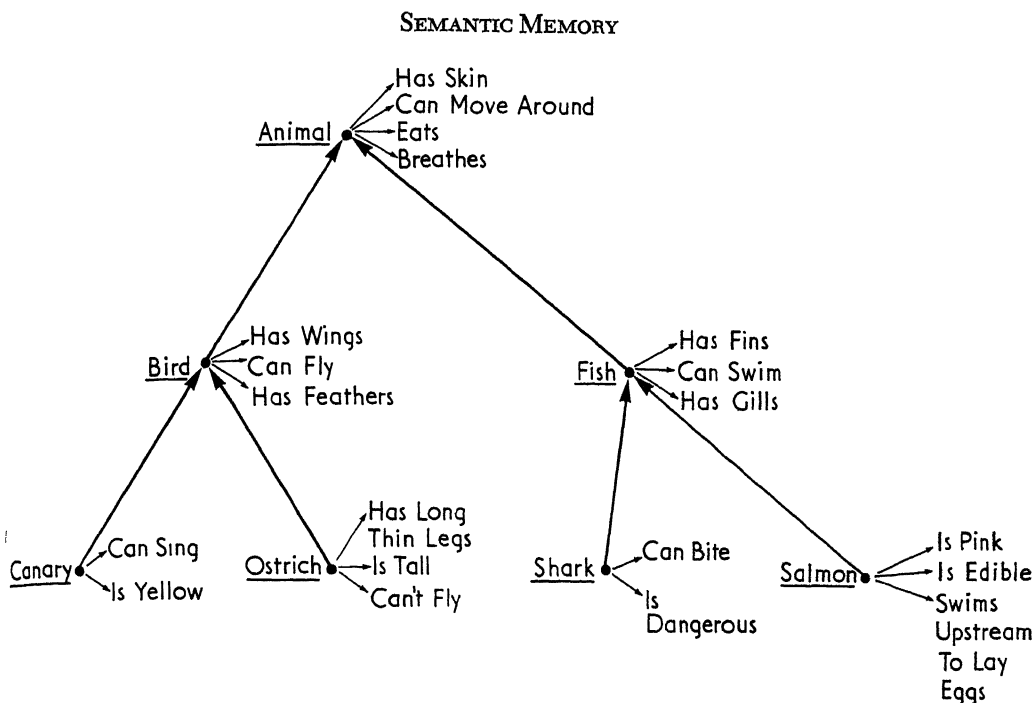 SEMANTIC MEMORY
Has Skin
Can Move Around
Animal
Eats
Breathes
Has Wings
Bird
Can Fly
Has Feathers
Has Fins
Fish
Can Swim
Has Gills
Canary
Can Sing
Is Yellow
Ostrich
Has Long
Thin Legs
Is Tall
Can't Fly
Shark
Can Bite
Is
Dangerous
Salmon
Is Pink
Is Edible
Swims
Upstream
To Lay
Eggs